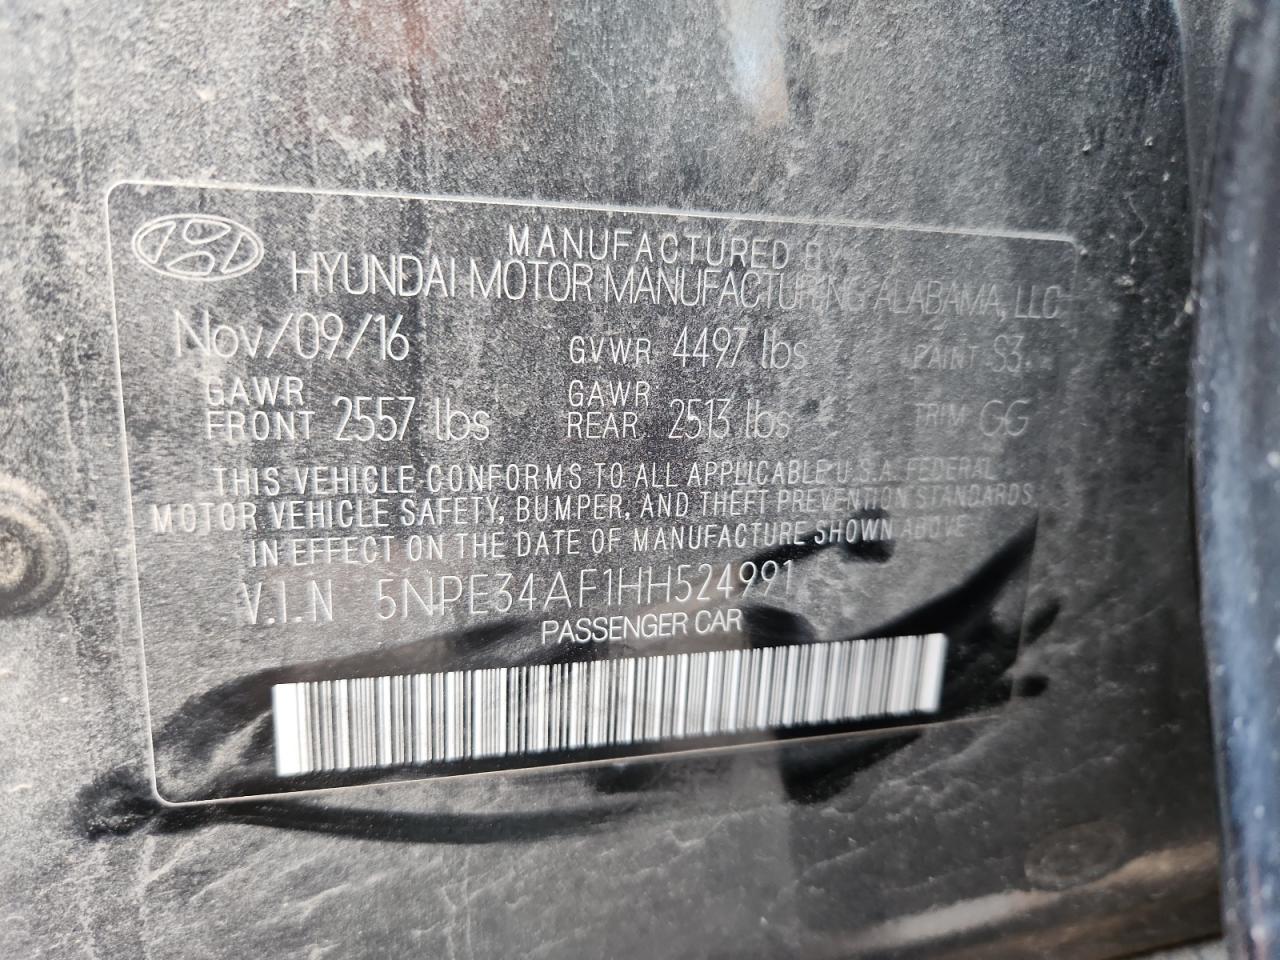 MANUFACTURED BY
HYUNDAI MOTOR MANUFACTURING ALABAMA, LLC
Nov/09/16 GVWR 4497 lbs PAINT S3
GAWR FRONT 2557 lbs GAWR REAR 2513 lbs TRIM GG
THIS VEHICLE CONFORMS TO ALL APPLICABLE U.S.A. FEDERAL
MOTOR VEHICLE SAFETY, BUMPER, AND THEFT PREVENTION STANDARDS
IN EFFECT ON THE DATE OF MANUFACTURE SHOWN ABOVE
V.I.N 5NPE34AF1HH524991
PASSENGER CAR